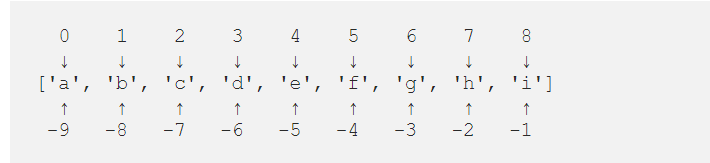 0 1 2 3 4 5 6 7 8
↓ ↓ ↓ ↓ ↓ ↓ ↓ ↓ ↓
['a', 'b', 'c', 'd', 'e', 'f', 'g', 'h', 'i']
↑ ↑ ↑ ↑ ↑ ↑ ↑ ↑ ↑
-9 -8 -7 -6 -5 -4 -3 -2 -1